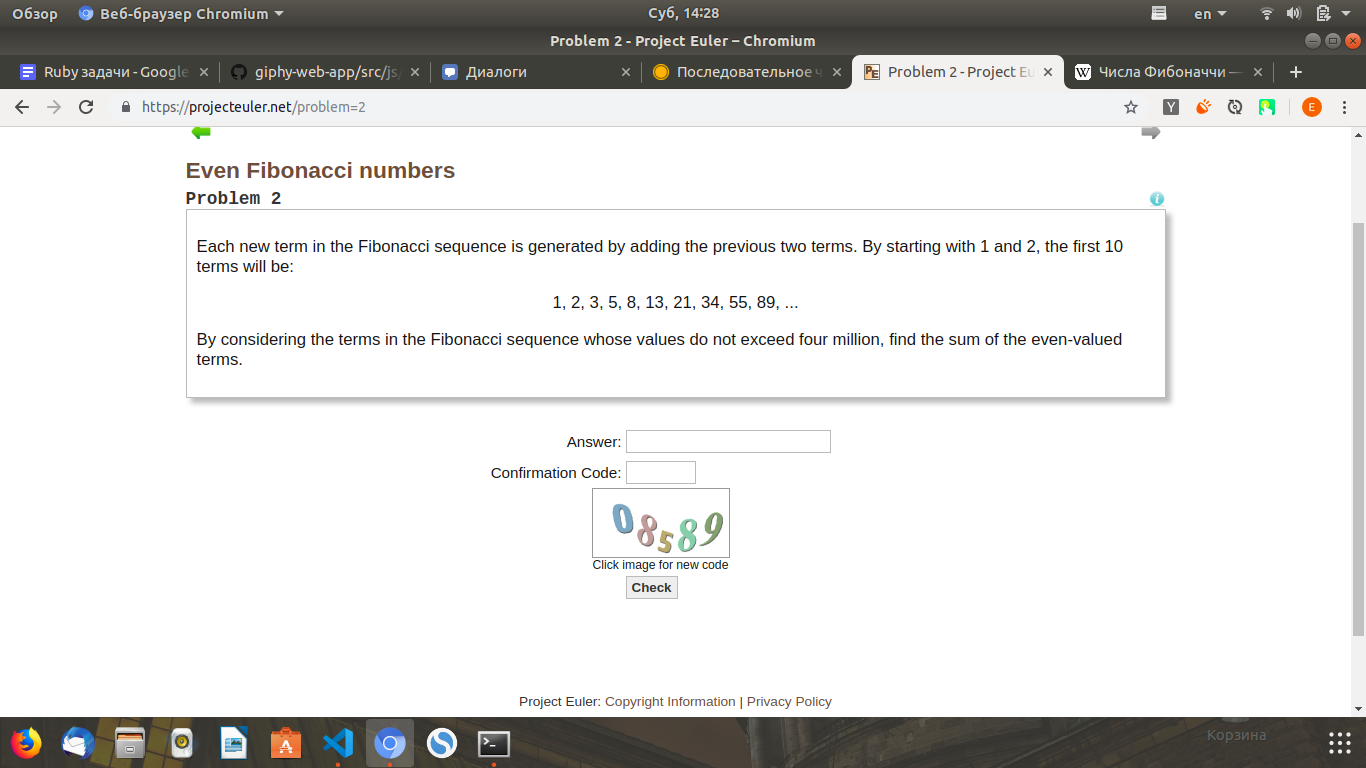 Обзор Веб-браузер Chromium Суб, 14:28 en
Problem 2 - Project Euler – Chromium
Ruby задачи - Google giphy-web-app/src/js/ Диалоги Последовательное ч Problem 2 - Project Eu Числа Фибоначчи —
https://projecteuler.net/problem=2 Y E
Even Fibonacci numbers
Problem 2
Each new term in the Fibonacci sequence is generated by adding the previous two terms. By starting with 1 and 2, the first 10
terms will be:
1, 2, 3, 5, 8, 13, 21, 34, 55, 89, ...
By considering the terms in the Fibonacci sequence whose values do not exceed four million, find the sum of the even-valued
terms.
Answer:
Confirmation Code:
08589
Click image for new code
Check
Project Euler: Copyright Information | Privacy Policy
Корзина